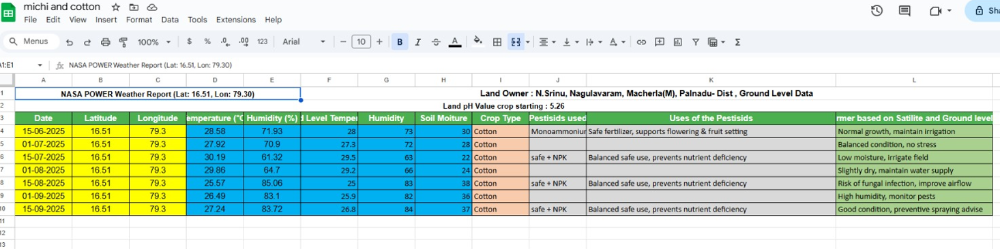 michi and cotton
File Edit View Insert Format Data Tools Extensions Help
Menus 100% $ % .0 .00 123 Arial 10 B I A
A1:E1 fx NASA POWER Weather Report (Lat: 16.51, Lon: 79.30)
A B C D E F G H I J K L
1 NASA POWER Weather Report (Lat: 16.51, Lon: 79.30) Land Owner : N.Srinu, Nagulavaram, Macherla(M), Palnadu- Dist , Ground Level Data
2 Land pH Value crop starting : 5.26
3 Date Latitude Longitude emperature (°C Humidity (%) d Level Temper Humidity Soil Moiture Crop Type Pestisids used Uses of the Pestisids rmer based on Satilite and Ground level
4 15-06-2025 16.51 79.3 28.58 71.93 28 73 30 Cotton Monoammoniur Safe fertilizer, supports flowering & fruit setting Normal growth, maintain irrigation
5 01-07-2025 16.51 79.3 27.92 70.9 27.3 72 28 Cotton Balanced condition, no stress
6 15-07-2025 16.51 79.3 30.19 61.32 29.5 63 22 Cotton safe + NPK Balanced safe use, prevents nutrient deficiency Low moisture, irrigate field
7 01-08-2025 16.51 79.3 29.86 64.7 29.2 66 24 Cotton Slightly dry, maintain water supply
8 15-08-2025 16.51 79.3 25.57 85.06 25 83 38 Cotton safe + NPK Balanced safe use, prevents nutrient deficiency Risk of fungal infection, improve airflow
9 01-09-2025 16.51 79.3 26.49 83.1 25.9 82 36 Cotton High humidity, monitor pests
10 15-09-2025 16.51 79.3 27.24 83.72 26.8 84 37 Cotton safe + NPK Balanced safe use, prevents nutrient deficiency Good condition, preventive spraying advise
11
12
13